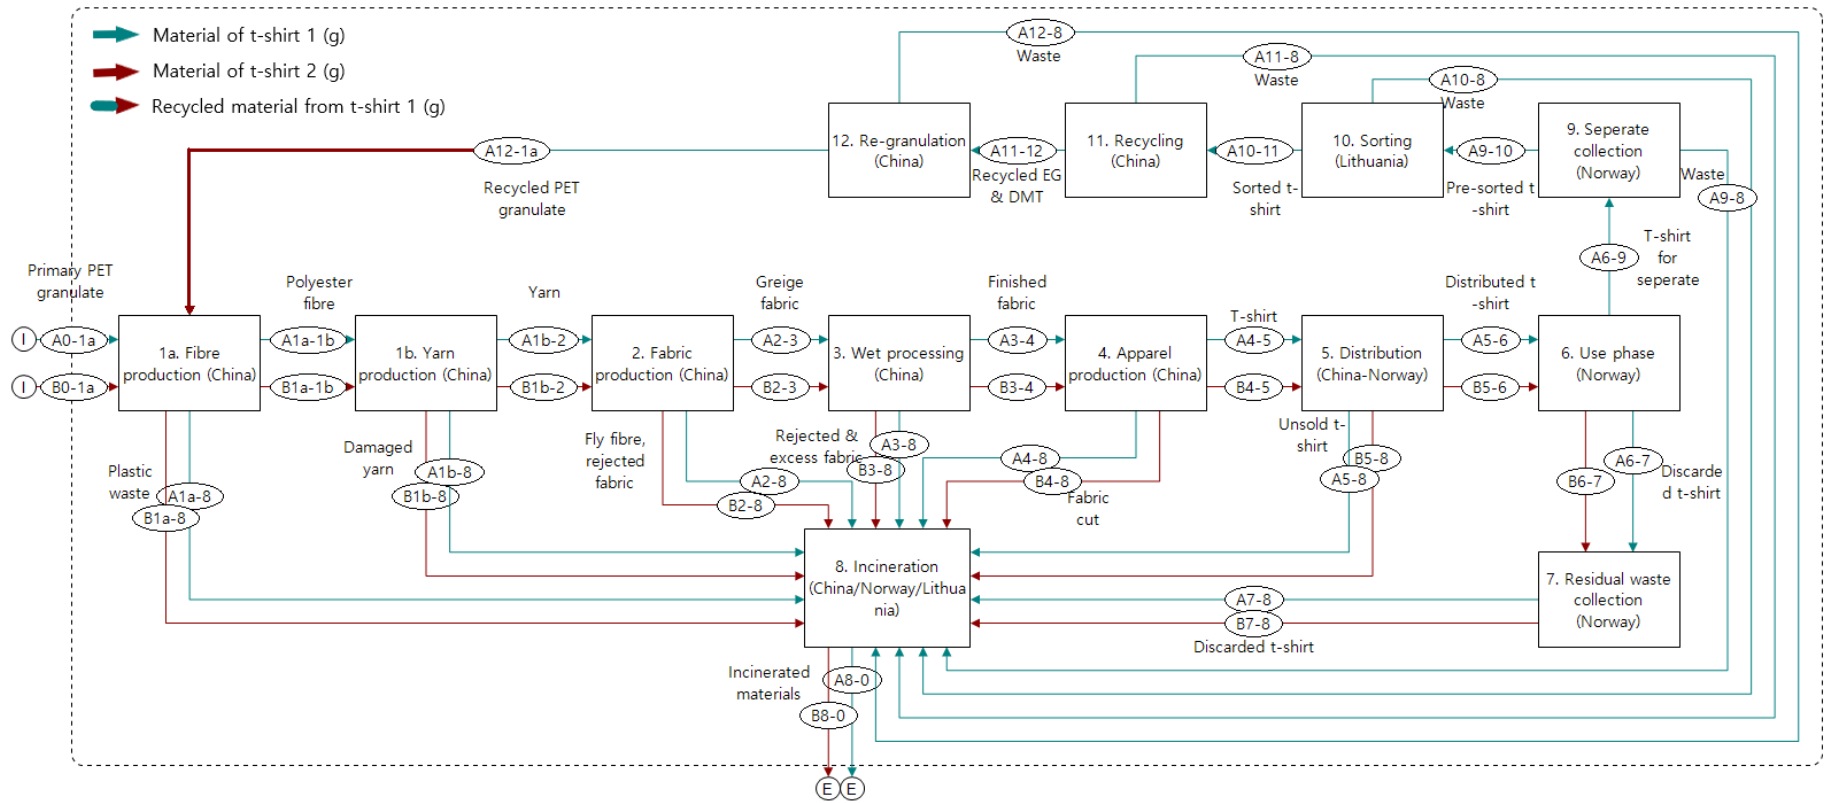 Material of t-shirt 1 (g)
Material of t-shirt 2 (g)
Recycled material from t-shirt 1 (g)
A12-8
Waste
A11-8
Waste
A10-8
Waste
12. Re-granulation
(China)
11. Recycling
(China)
10. Sorting
(Lithuania)
9. Seperate
collection
(Norway)
A12-1a
Recycled PET
granulate
A11-12
Recycled EG
& DMT
A10-11
Sorted t-
shirt
A9-10
Pre-sorted t
-shirt
Waste
A9-8
A6-9
T-shirt
for
seperate
Primary PET
granulate
Polyester
fibre
Yarn
Greige
fabric
Finished
fabric
T-shirt
Distributed t
-shirt
I
A0-1a
I
B0-1a
1a. Fibre
production (China)
A1a-1b
B1a-1b
1b. Yarn
production (China)
A1b-2
B1b-2
2. Fabric
production (China)
A2-3
B2-3
3. Wet processing
(China)
A3-4
B3-4
4. Apparel
production (China)
A4-5
B4-5
5. Distribution
(China-Norway)
A5-6
B5-6
6. Use phase
(Norway)
Plastic
waste
A1a-8
B1a-8
Damaged
yarn
A1b-8
B1b-8
Fly fibre,
rejected
fabric
A2-8
B2-8
Rejected &
excess fabric
A3-8
B3-8
A4-8
B4-8
Fabric
cut
Unsold t-
shirt
B5-8
A5-8
B6-7
A6-7
Discarde
d t-shirt
8. Incineration
(China/Norway/Lithua
nia)
7. Residual waste
collection
(Norway)
A7-8
B7-8
Discarded t-shirt
Incinerated
materials
A8-0
B8-0
E
E